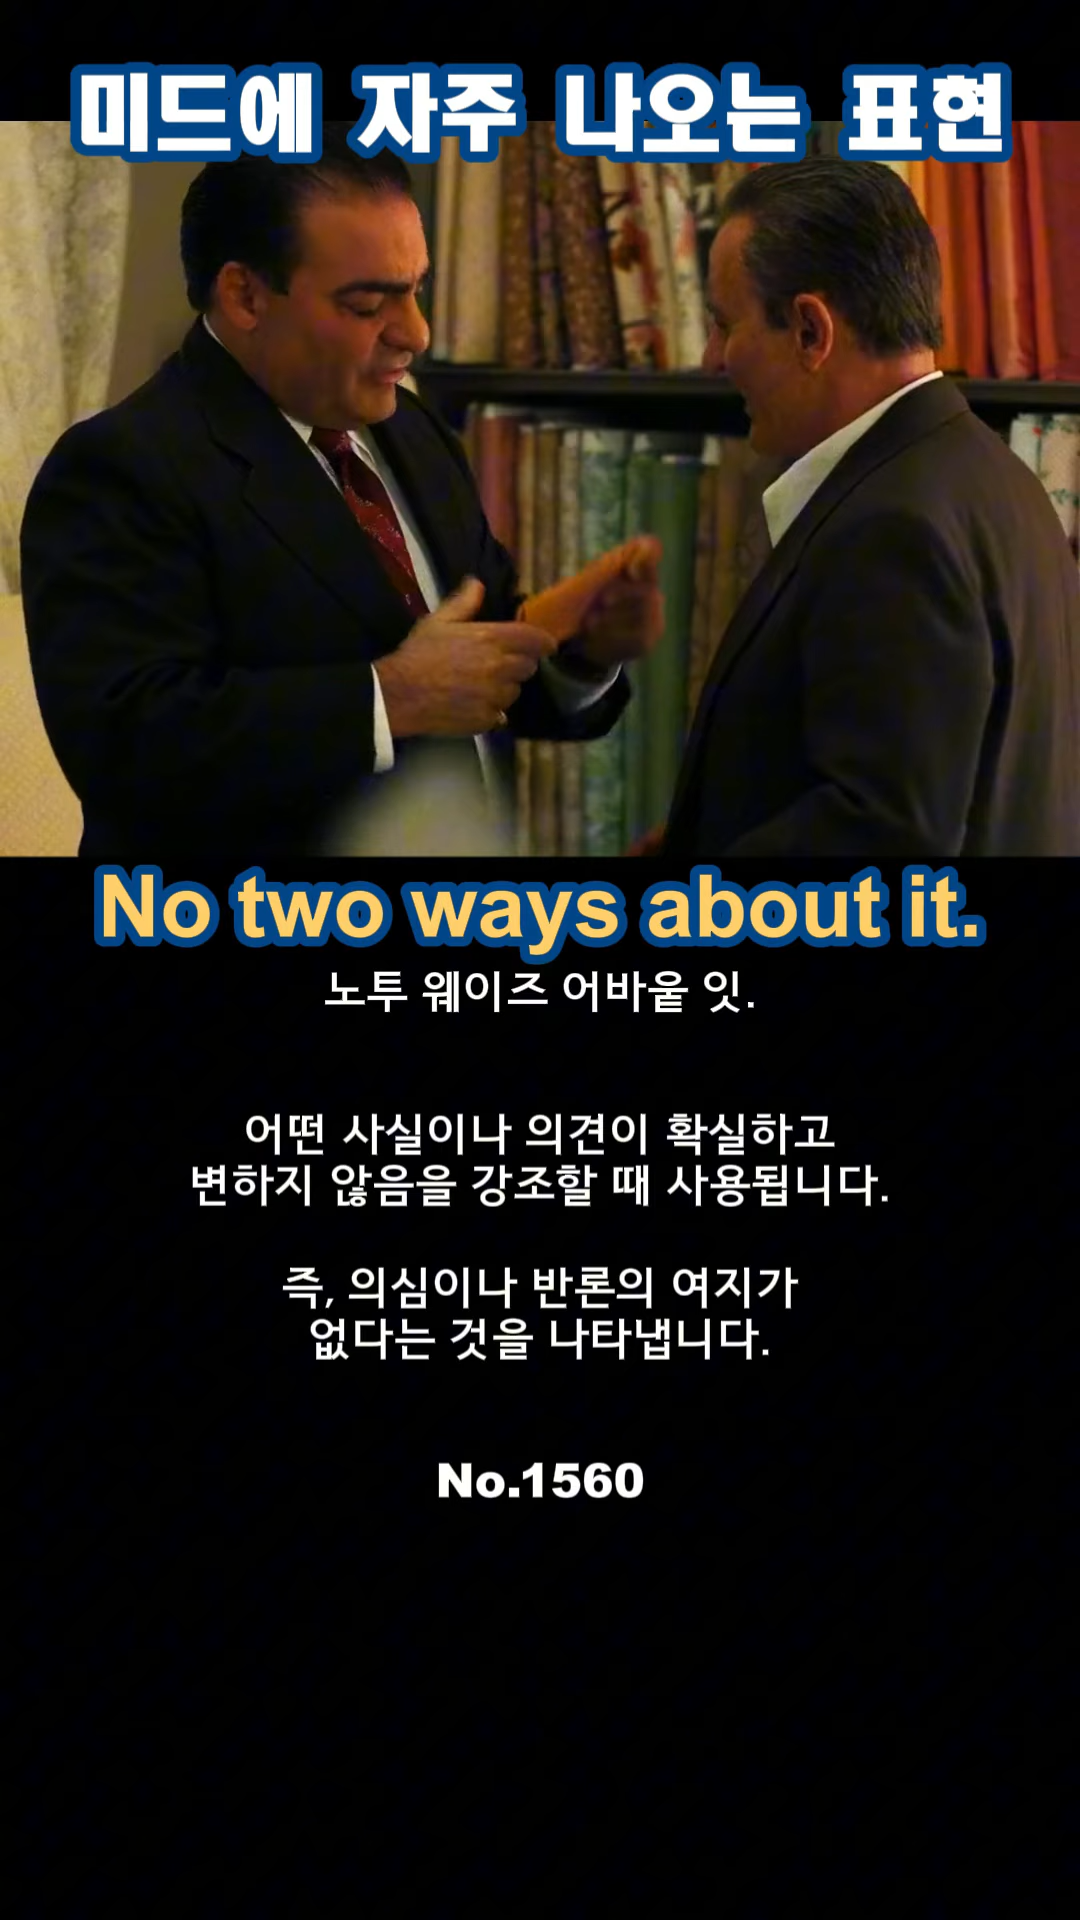 미드에 자주 나오는 표현
No two ways about it.
노투 웨이즈 어바웉 잇.
어떤 사실이나 의견이 확실하고
변하지 않음을 강조할 때 사용됩니다.
즉, 의심이나 반론의 여지가
없다는 것을 나타냅니다.
No.1560